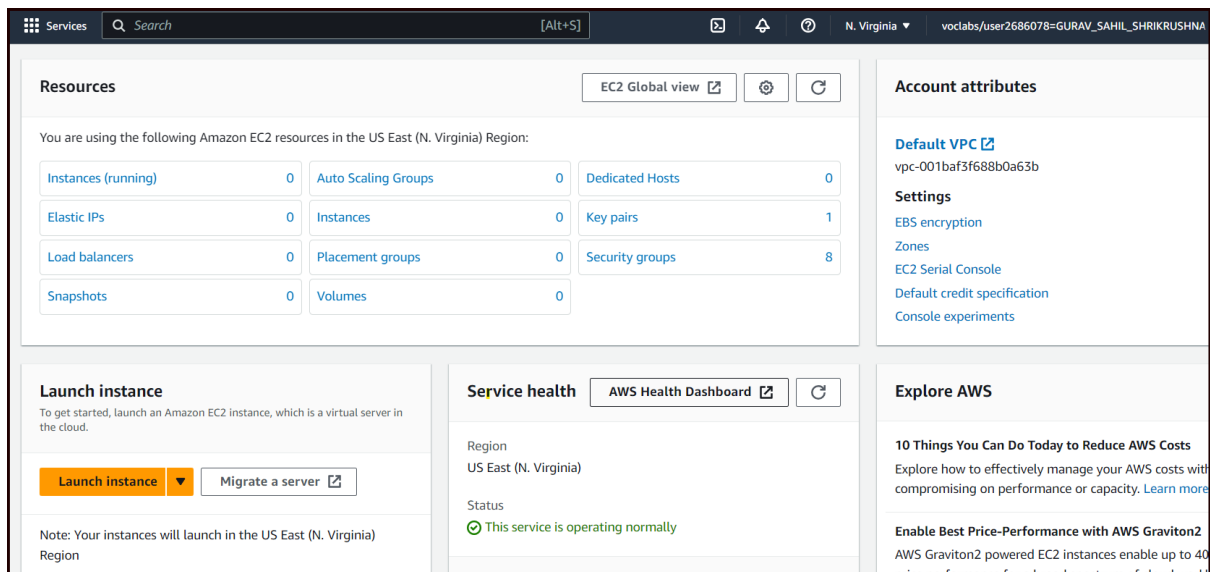 Services
Search [Alt+S]
N. Virginia ▼
voclabs/user2686078=GURAV_SAHIL_SHRIKRUSHNA
Resources
EC2 Global view
You are using the following Amazon EC2 resources in the US East (N. Virginia) Region:
Instances (running) 0
Auto Scaling Groups 0
Dedicated Hosts 0
Elastic IPs 0
Instances 0
Key pairs 1
Load balancers 0
Placement groups 0
Security groups 8
Snapshots 0
Volumes 0
Account attributes
Default VPC
vpc-001baf3f688b0a63b
Settings
EBS encryption
Zones
EC2 Serial Console
Default credit specification
Console experiments
Launch instance
To get started, launch an Amazon EC2 instance, which is a virtual server in
the cloud.
Launch instance ▼
Migrate a server
Note: Your instances will launch in the US East (N. Virginia)
Region
Service health
AWS Health Dashboard
Region
US East (N. Virginia)
Status
This service is operating normally
Explore AWS
10 Things You Can Do Today to Reduce AWS Costs
Explore how to effectively manage your AWS costs with
compromising on performance or capacity. Learn more
Enable Best Price-Performance with AWS Graviton2
AWS Graviton2 powered EC2 instances enable up to 40